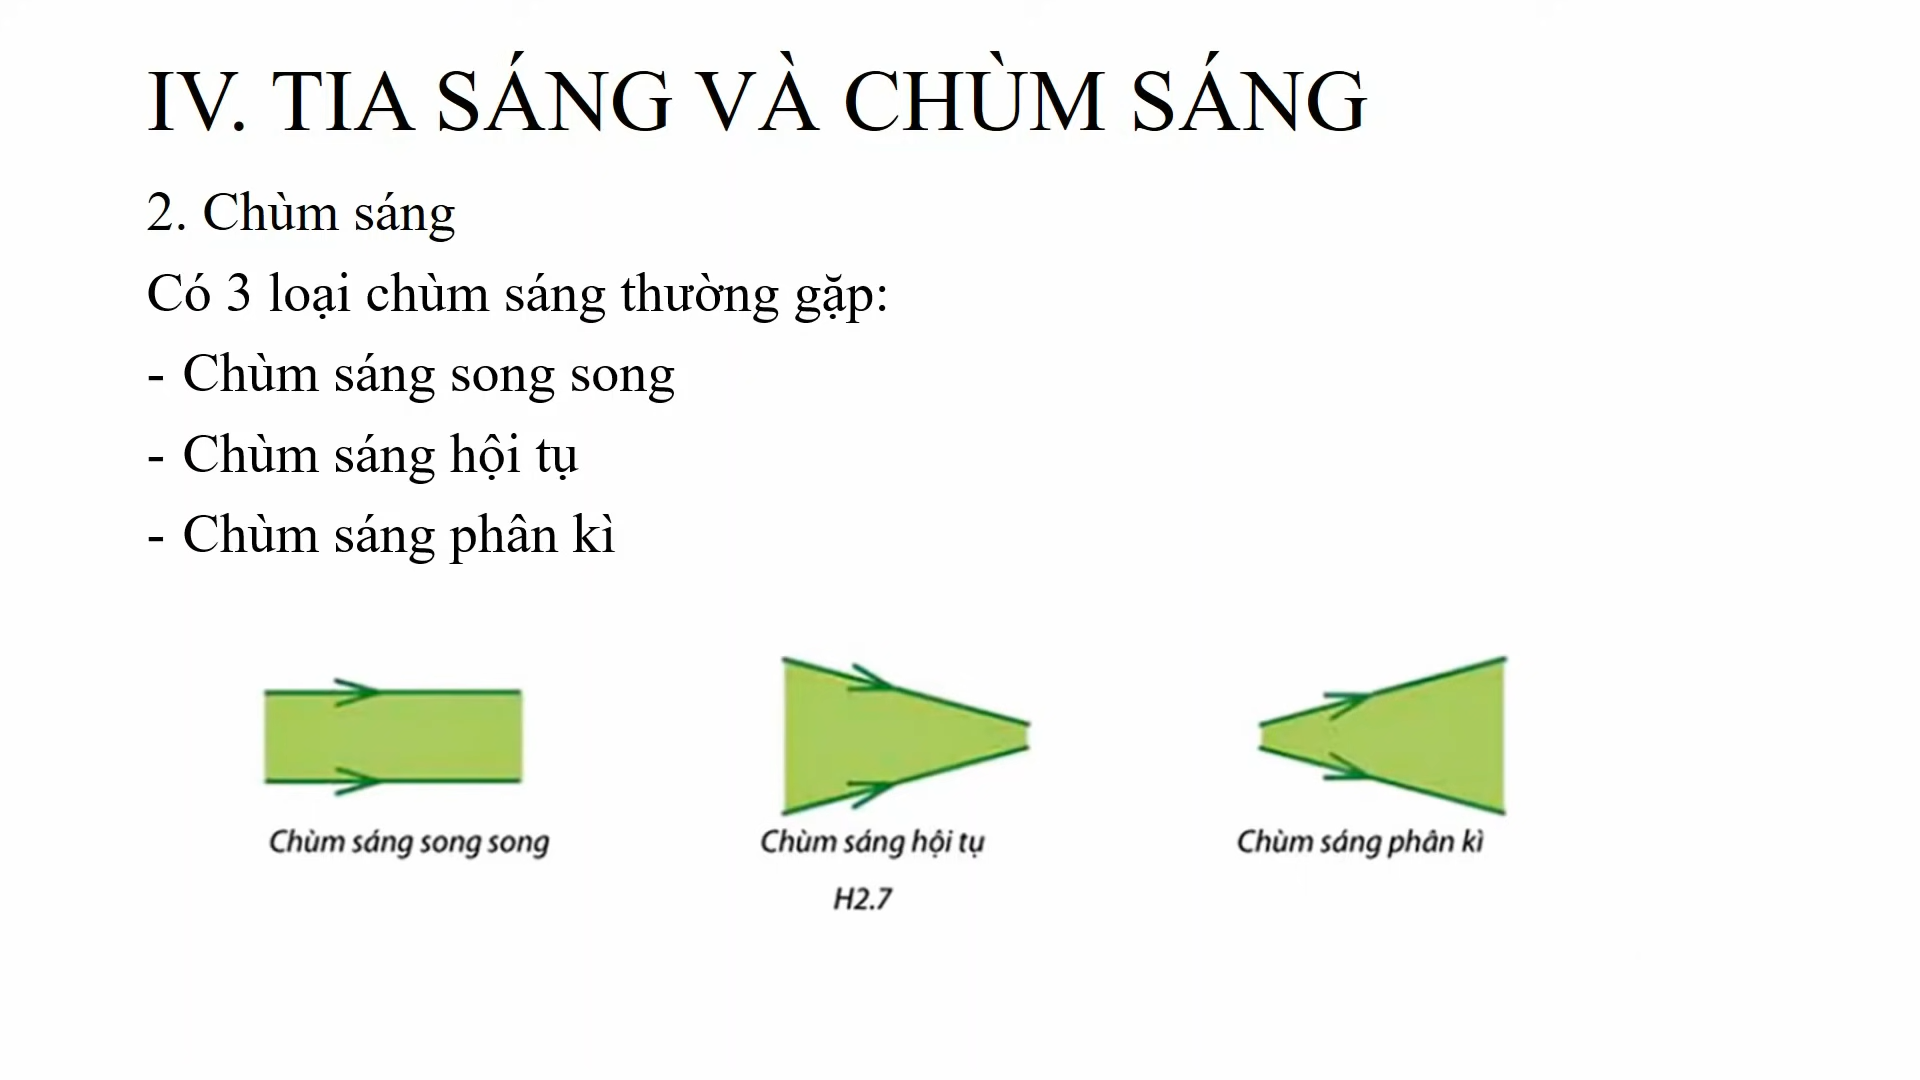 IV. TIA SÁNG VÀ CHÙM SÁNG
2. Chùm sáng
Có 3 loại chùm sáng thường gặp:
- Chùm sáng song song
- Chùm sáng hội tụ
- Chùm sáng phân kì
Chùm sáng song song
Chùm sáng hội tụ
Chùm sáng phân kì
H2.7